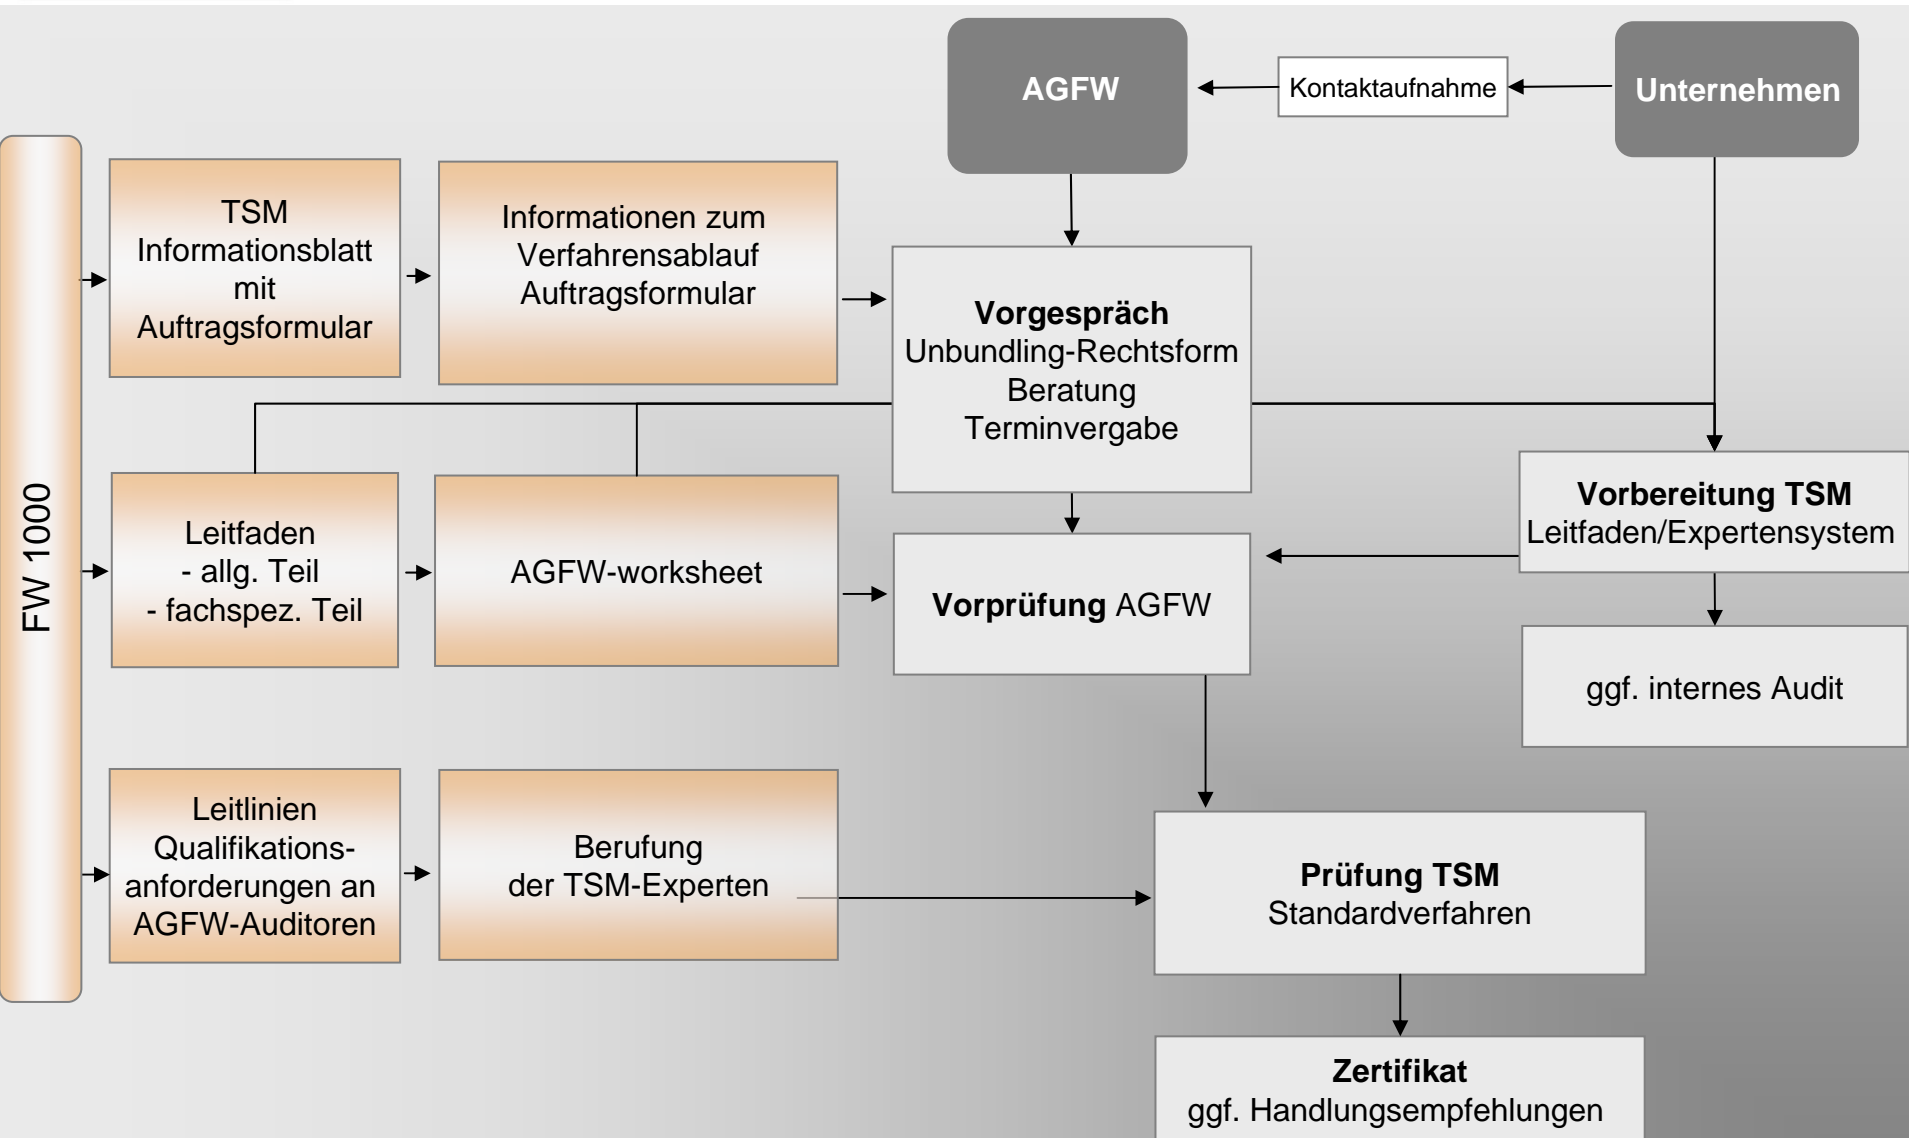 AGFW
Kontaktaufnahme
Unternehmen
FW 1000
TSM
Informationsblatt
mit
Auftragsformular
Informationen zum
Verfahrensablauf
Auftragsformular
Vorgespräch
Unbundling-Rechtsform
Beratung
Terminvergabe
Leitfaden
- allg. Teil
- fachspez. Teil
AGFW-worksheet
Vorprüfung AGFW
Vorbereitung TSM
Leitfaden/Expertensystem
ggf. internes Audit
Leitlinien
Qualifikations-
anforderungen an
AGFW-Auditoren
Berufung
der TSM-Experten
Prüfung TSM
Standardverfahren
Zertifikat
ggf. Handlungsempfehlungen